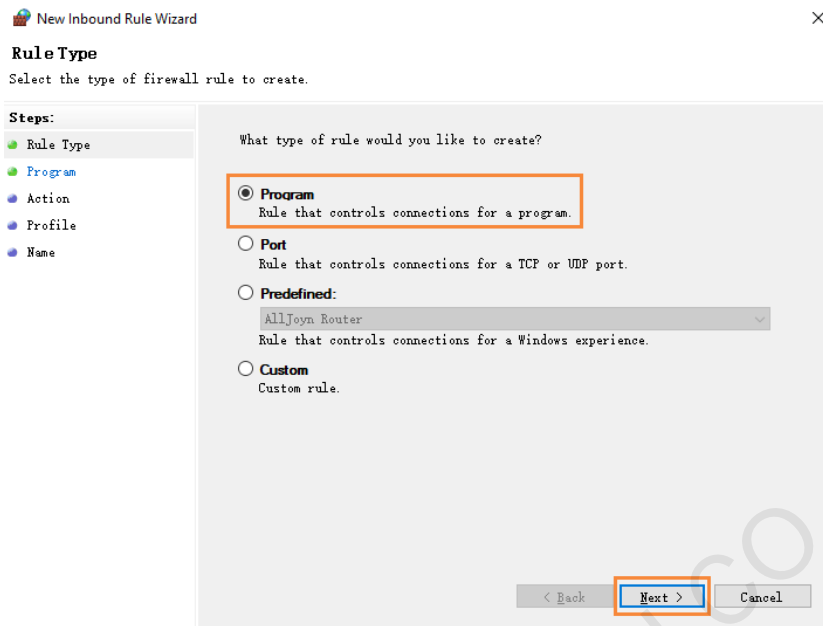 New Inbound Rule Wizard
Rule Type
Select the type of firewall rule to create.
Steps:
Rule Type
Program
Action
Profile
Name
What type of rule would you like to create?
Program
Rule that controls connections for a program.
Port
Rule that controls connections for a TCP or UDP port.
Predefined:
AllJoyn Router
Rule that controls connections for a Windows experience.
Custom
Custom rule.
< Back
Next >
Cancel